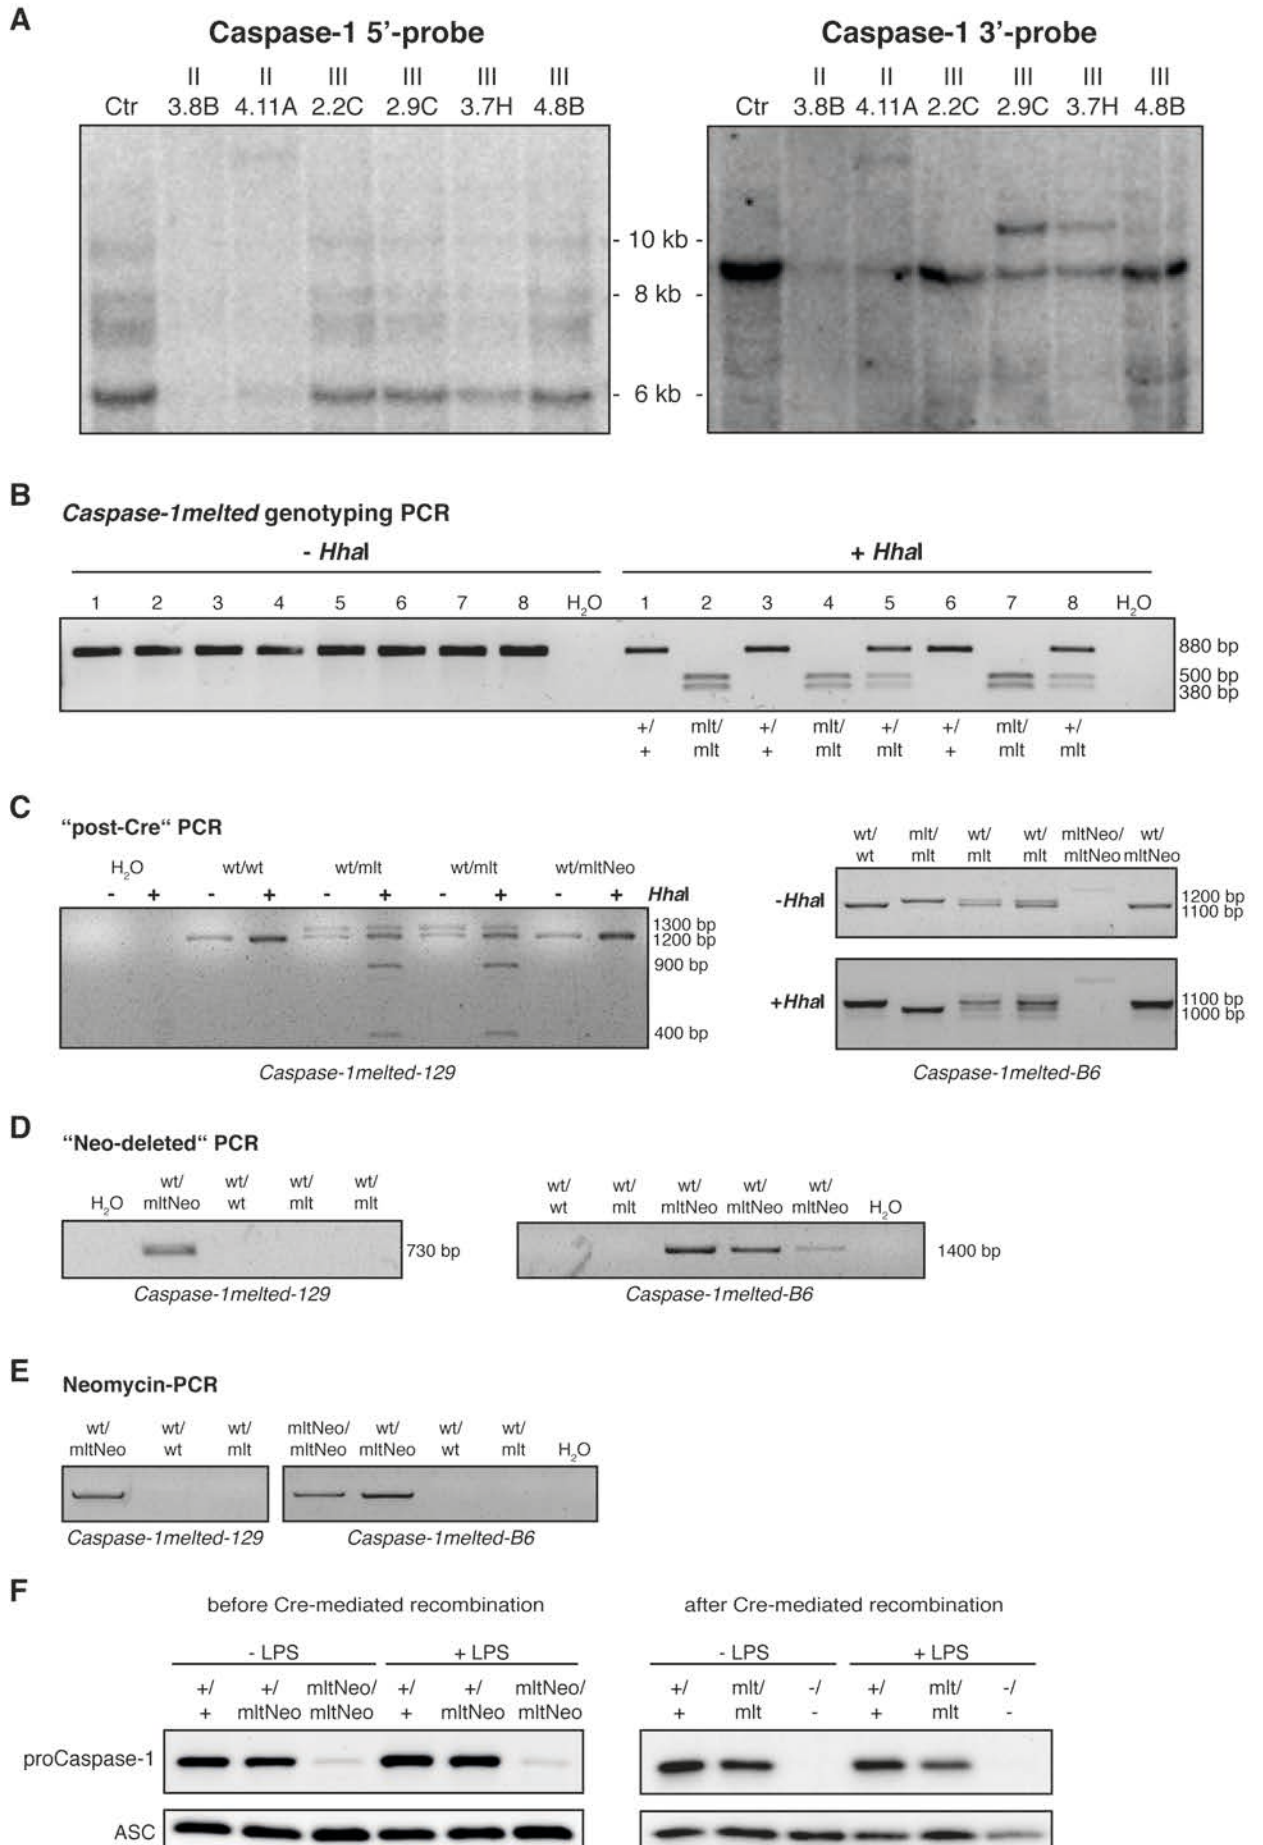 A
Caspase-1 5’-probe
Caspase-1 3’-probe
II II III III III III
Ctr 3.8B 4.11A 2.2C 2.9C 3.7H 4.8B
II II III III III III
Ctr 3.8B 4.11A 2.2C 2.9C 3.7H 4.8B
- 10 kb -
- 8 kb -
- 6 kb -
B
Caspase-1melted genotyping PCR
- HhaI
+ HhaI
1 2 3 4 5 6 7 8 H2O
1 2 3 4 5 6 7 8 H2O
880 bp
500 bp
380 bp
+/ mlt/ +/ mlt/ +/ +/ mlt/ +/
+ mlt + mlt mlt + mlt mlt
C
“post-Cre“ PCR
H2O wt/wt wt/mlt wt/mlt wt/mltNeo
- + - + - + - + - + HhaI
1300 bp
1200 bp
900 bp
400 bp
Caspase-1melted-129
wt/ mlt/ wt/ wt/ mltNeo/ wt/
wt mlt mlt mlt mltNeo mltNeo
-HhaI
1200 bp
1100 bp
+HhaI
1100 bp
1000 bp
Caspase-1melted-B6
D
“Neo-deleted“ PCR
wt/ wt/ wt/ wt/
H2O mltNeo wt mlt mlt
730 bp
Caspase-1melted-129
wt/ wt/ wt/ wt/ wt/
wt mlt mltNeo mltNeo mltNeo H2O
1400 bp
Caspase-1melted-B6
E
Neomycin-PCR
wt/ wt/ wt/
mltNeo wt mlt
Caspase-1melted-129
mltNeo/ wt/ wt/ wt/
mltNeo mltNeo wt mlt H2O
Caspase-1melted-B6
F
before Cre-mediated recombination
- LPS + LPS
+/ +/ mltNeo/ +/ +/ mltNeo/
+ mltNeo mltNeo + mltNeo mltNeo
after Cre-mediated recombination
- LPS + LPS
+/ mlt/ -/ +/ mlt/ -/
+ mlt - + mlt -
proCaspase-1
ASC